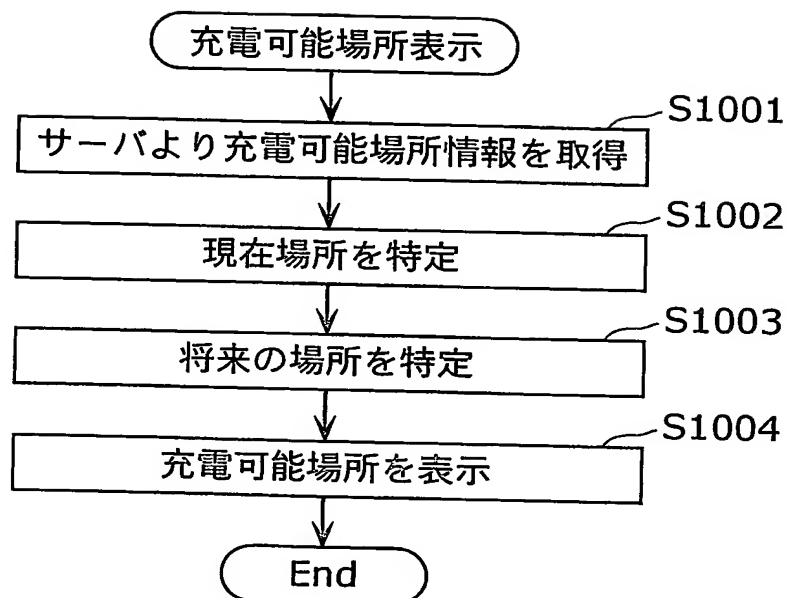 充電可能場所表示
S1001
サーバより充電可能場所情報を取得
S1002
現在場所を特定
S1003
将来の場所を特定
S1004
充電可能場所を表示
End